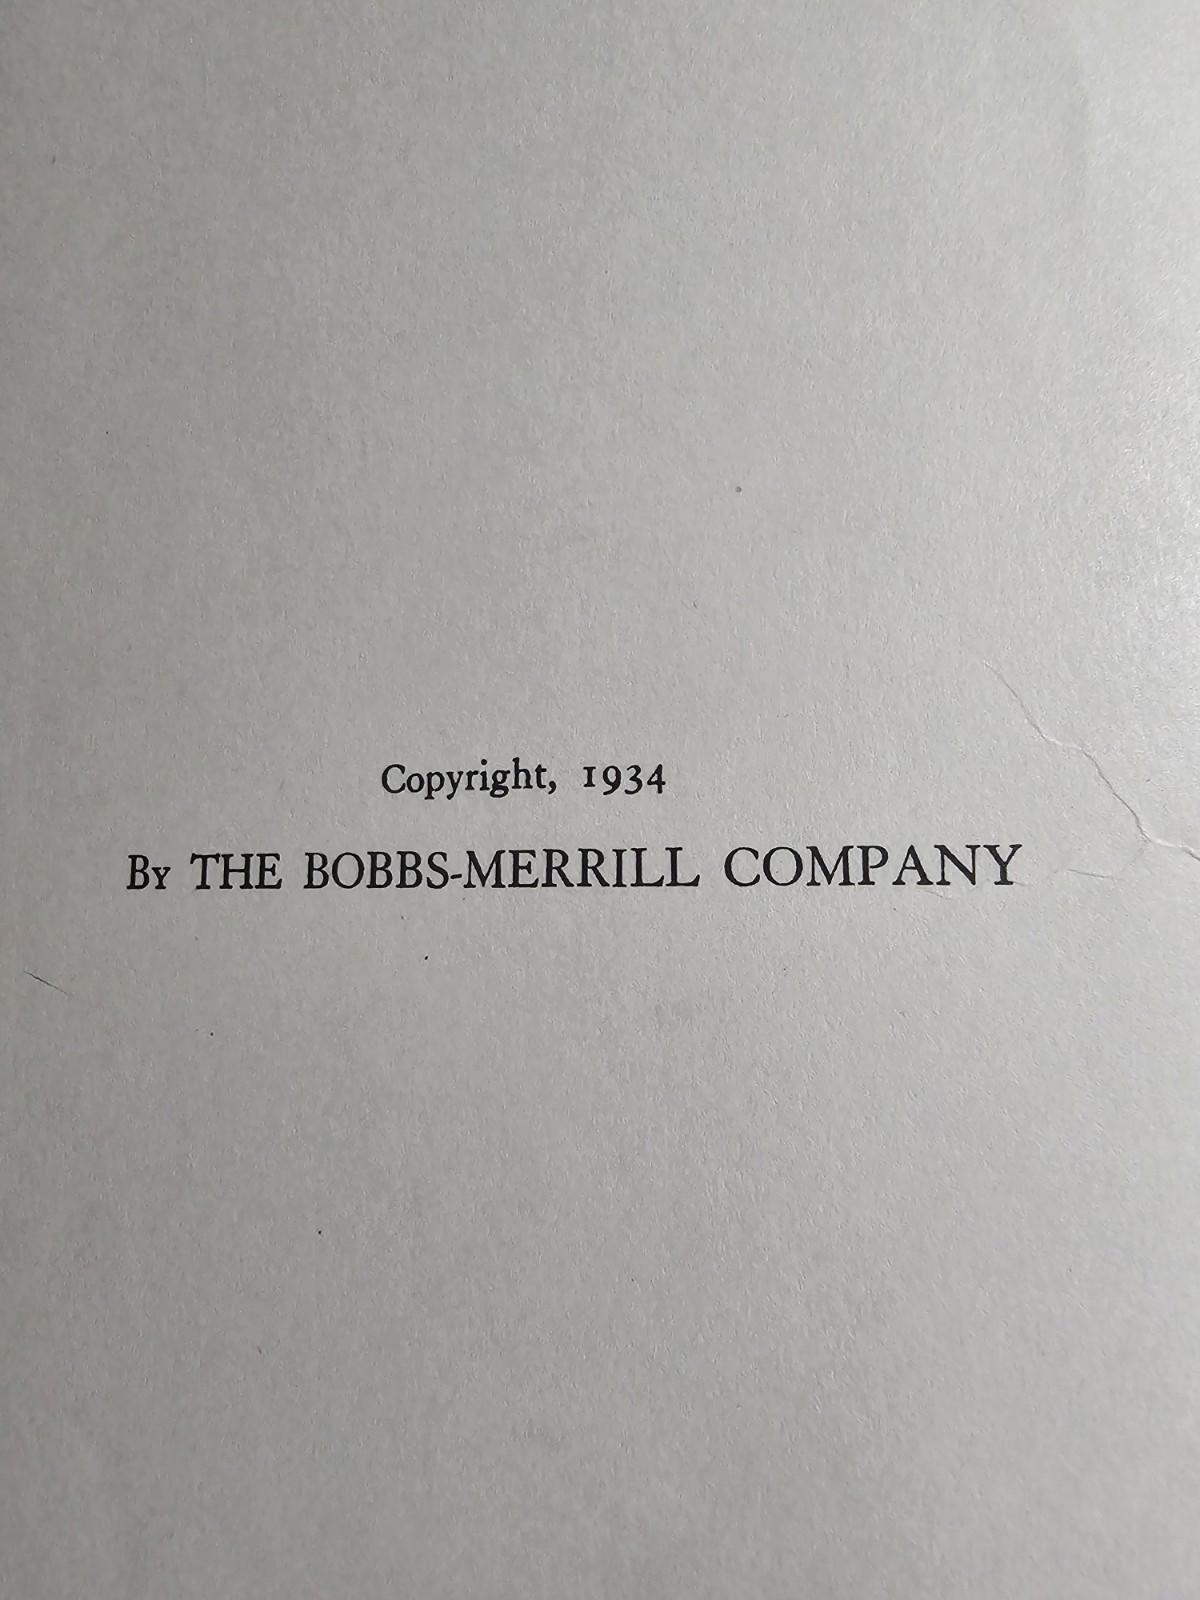 Copyright, 1934
By THE BOBBS-MERRILL COMPANY